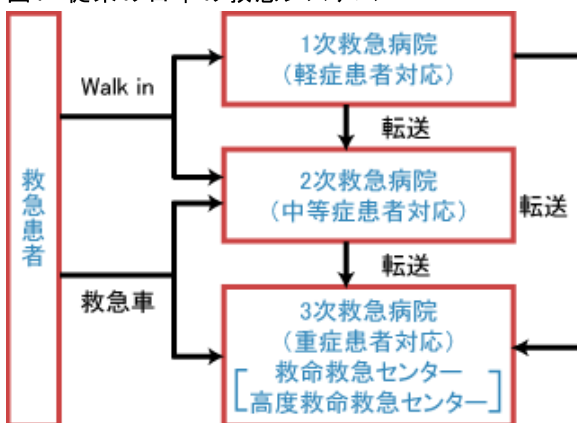 Walk in
救急車
救急患者
1次救急病院
（軽症患者対応）
転送
2次救急病院
（中等症患者対応）
転送
転送
3次救急病院
（重症患者対応）
救命救急センター
高度救命救急センター